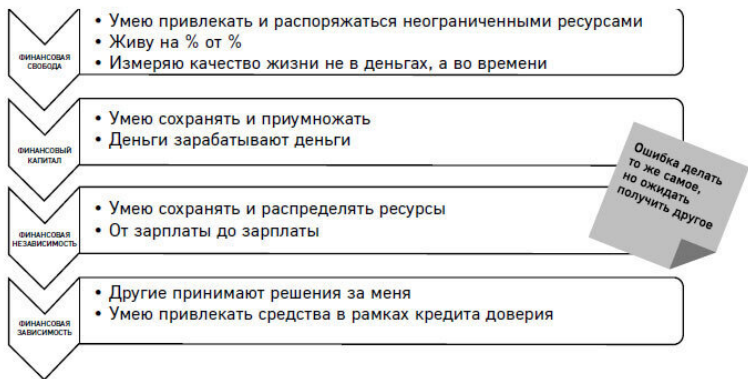 • Умею привлекать и распоряжаться неограниченными ресурсами
• Живу на % от %
• Измеряю качество жизни не в деньгах, а во времени
ФИНАНСОВАЯ
СВОБОДА
• Умею сохранять и приумножать
• Деньги зарабатывают деньги
ФИНАНСОВЫЙ
КАПИТАЛ
Ошибка делать
то же самое,
но ожидать
получить другое
• Умею сохранять и распределять ресурсы
• От зарплаты до зарплаты
ФИНАНСОВАЯ
НЕЗАВИСИМОСТЬ
• Другие принимают решения за меня
• Умею привлекать средства в рамках кредита доверия
ФИНАНСОВАЯ
ЗАВИСИМОСТЬ